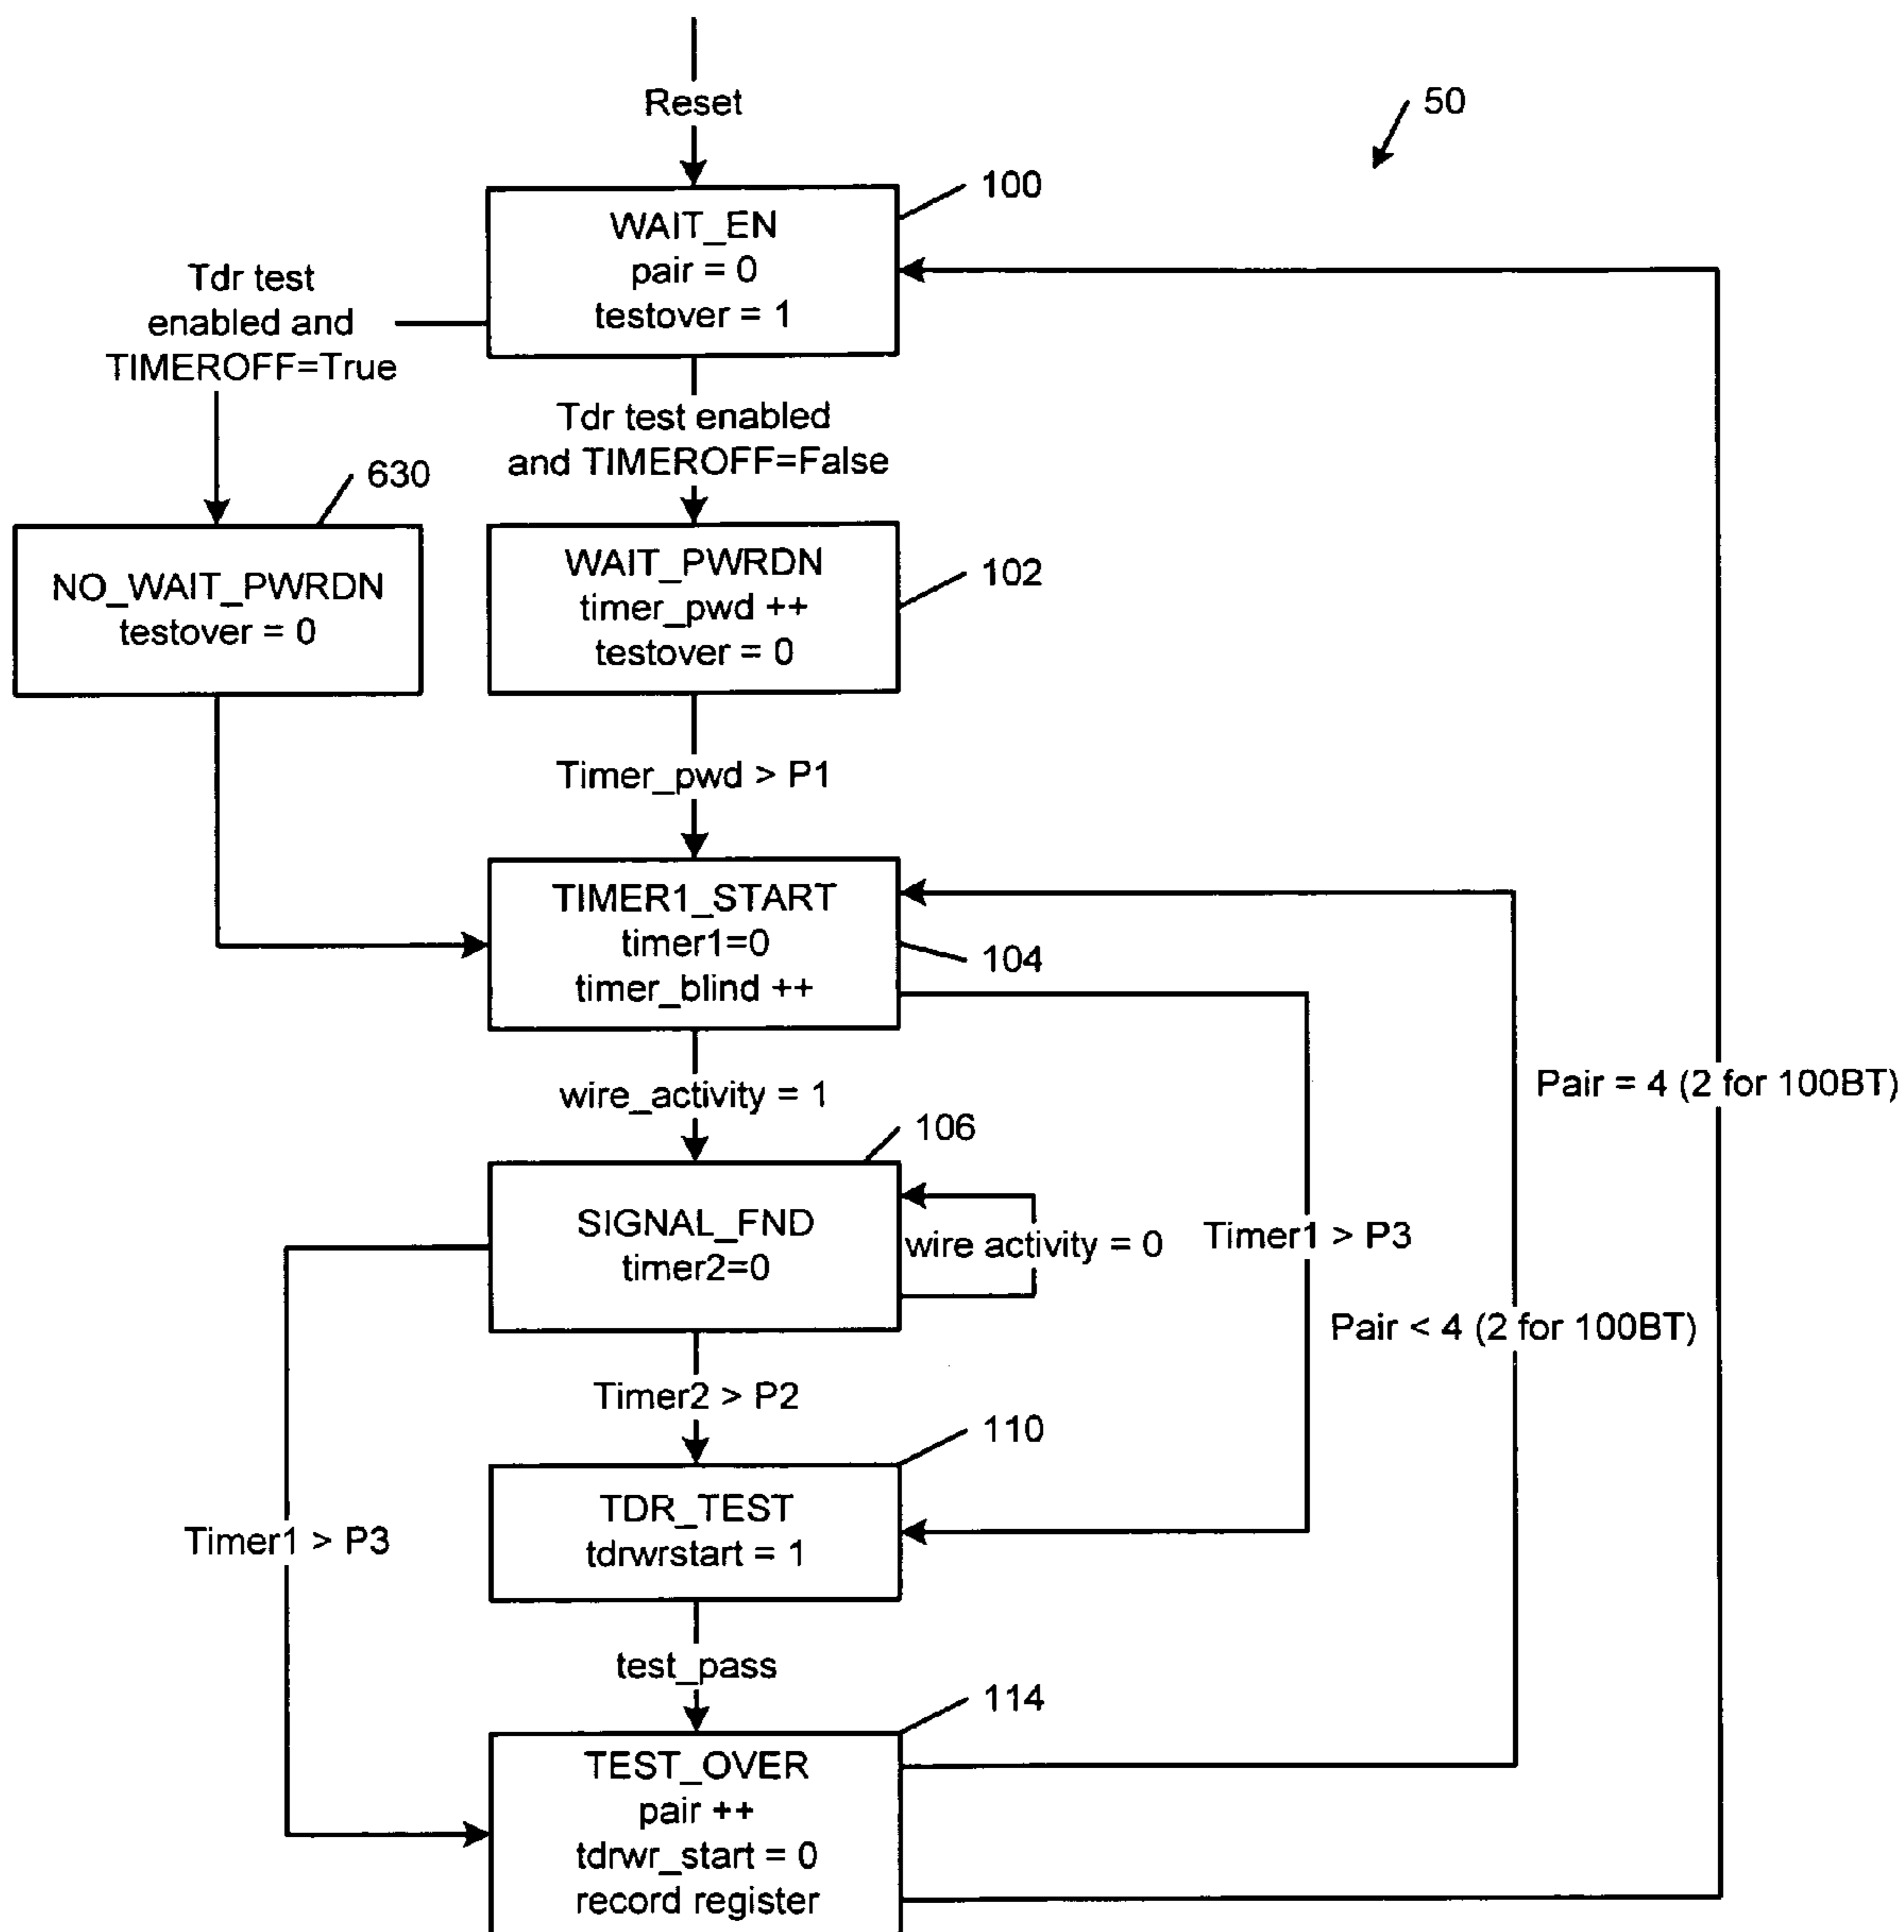 Reset
50
100
WAIT_EN
pair = 0
testover = 1
Tdr test
enabled and
TIMEROFF=True
Tdr test enabled
and TIMEROFF=False
630
NO_WAIT_PWRDN
testover = 0
WAIT_PWRDN
timer_pwd ++
testover = 0
102
Timer_pwd > P1
TIMER1_START
timer1=0
timer_blind ++
104
wire_activity = 1
Pair = 4 (2 for 100BT)
106
SIGNAL_FND
timer2=0
wire activity = 0
Timer1 > P3
Pair < 4 (2 for 100BT)
Timer2 > P2
110
TDR_TEST
tdrwrstart = 1
Timer1 > P3
test_pass
114
TEST_OVER
pair ++
tdrwr_start = 0
record register